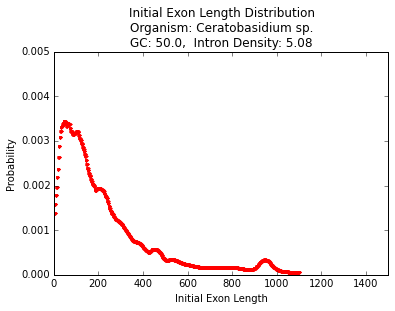 Initial Exon Length Distribution
Organism: Ceratobasidium sp.
GC: 50.0,  Intron Density: 5.08
0.005
0.004
0.003
0.002
0.001
0.000
Probability
0 200 400 600 800 1000 1200 1400
Initial Exon Length